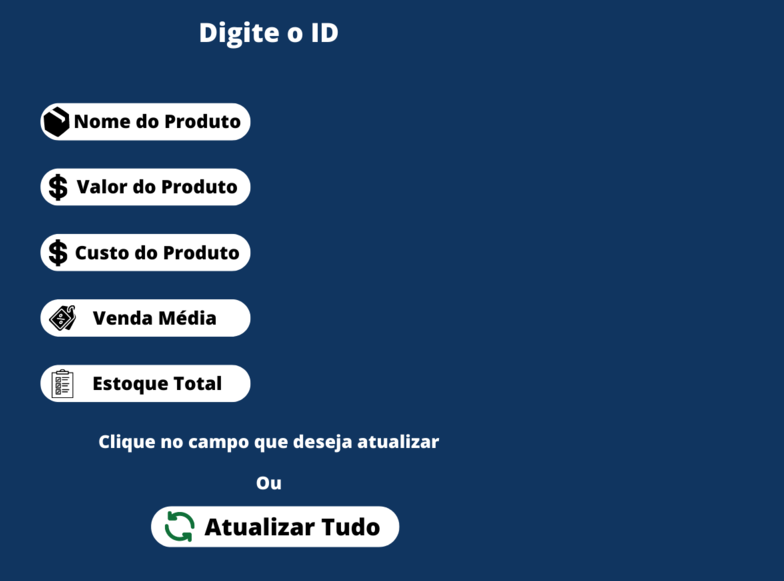 Digite o ID
Nome do Produto
Valor do Produto
Custo do Produto
Venda Média
Estoque Total
Clique no campo que deseja atualizar
Ou
Atualizar Tudo